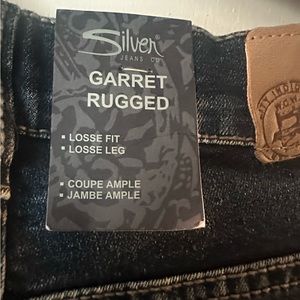 Silver
JEANS CO
GARRET
RUGGED
▪ LOSSE FIT
▪ LOSSE LEG
▪ COUPE AMPLE
▪ JAMBE AMPLE